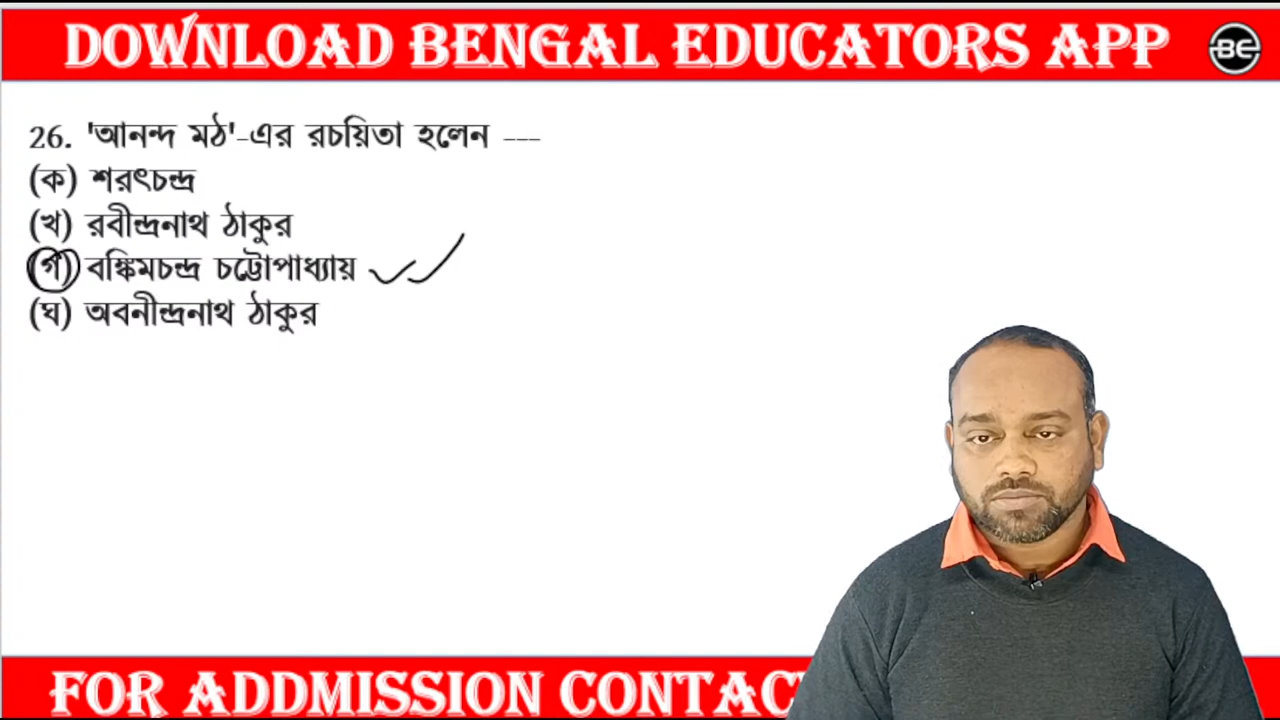 DOWNLOAD BENGAL EDUCATORS APP
BE
26. 'আনন্দ মঠ'-এর রচয়িতা হলেন ---
(ক) শরৎচন্দ্র
(খ) রবীন্দ্রনাথ ঠাকুর
(গ) বঙ্কিমচন্দ্র চট্টোপাধ্যায়
(ঘ) অবনীন্দ্রনাথ ঠাকুর
FOR ADDMISSION CONTAC